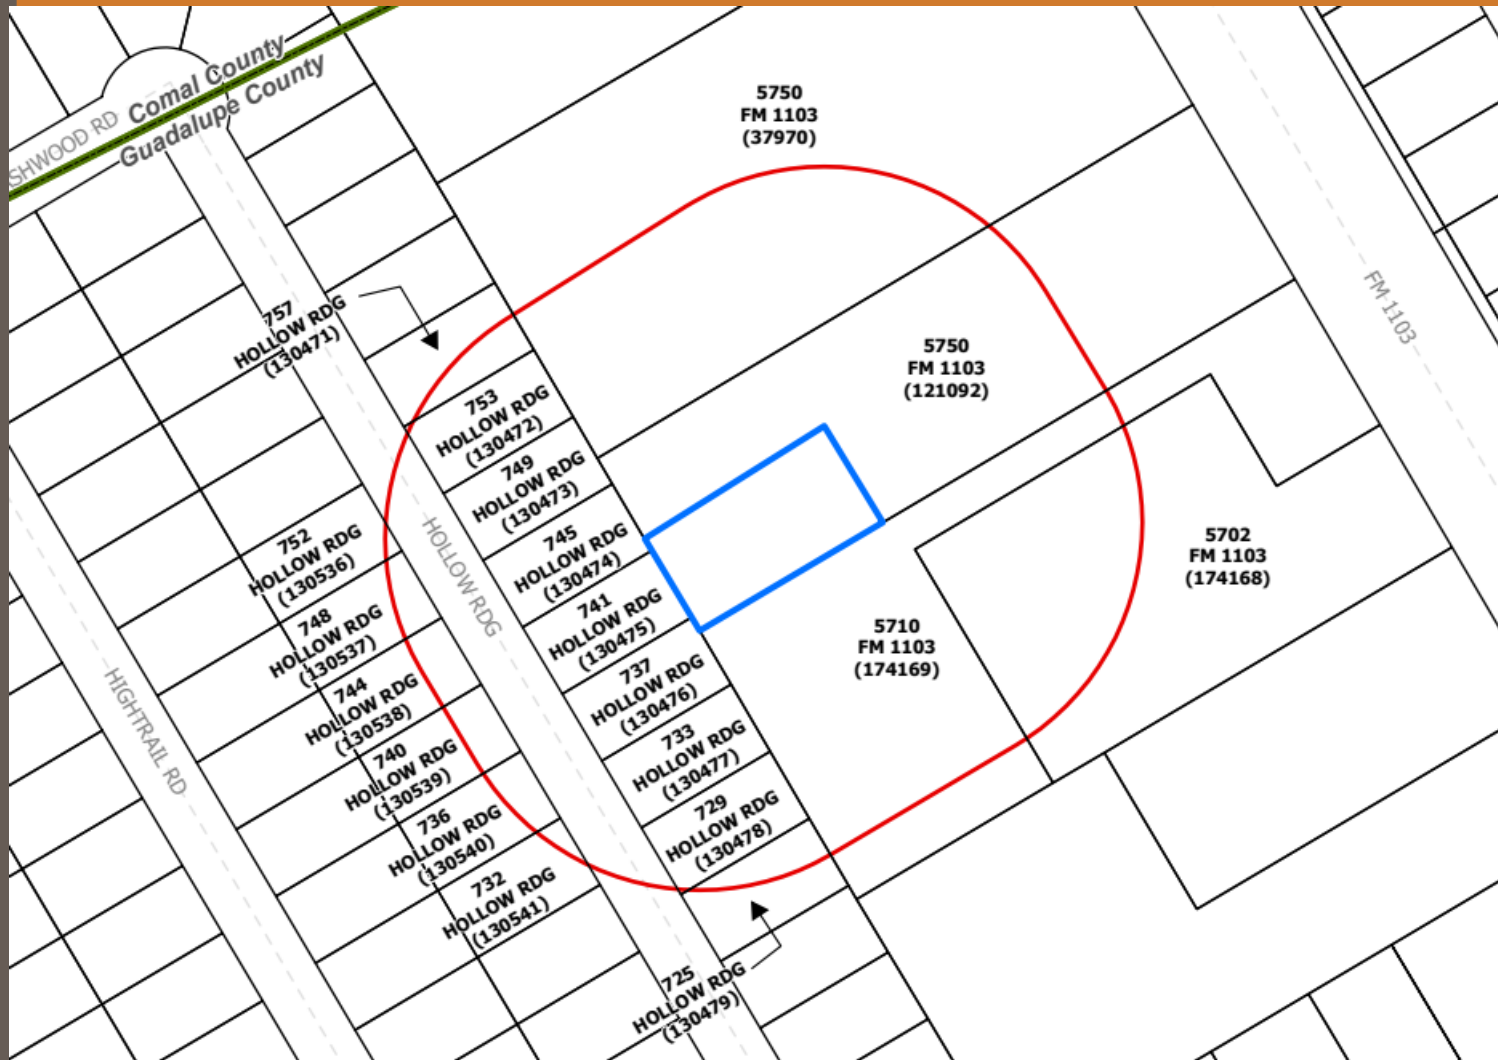 Comal County
Guadalupe County
SHWOOD RD
5750
FM 1103
(37970)
FM 1103
757
HOLLOW RDG
(130471)
5750
FM 1103
(121092)
753
HOLLOW RDG
(130472)
749
HOLLOW RDG
(130473)
745
HOLLOW RDG
(130474)
741
HOLLOW RDG
(130475)
737
HOLLOW RDG
(130476)
733
HOLLOW RDG
(130477)
729
HOLLOW RDG
(130478)
725
HOLLOW RDG
(130479)
HOLLOW RDG
752
HOLLOW RDG
(130536)
748
HOLLOW RDG
(130537)
744
HOLLOW RDG
(130538)
740
HOLLOW RDG
(130539)
736
HOLLOW RDG
(130540)
732
HOLLOW RDG
(130541)
HIGHTRAIL RD
5702
FM 1103
(174168)
5710
FM 1103
(174169)